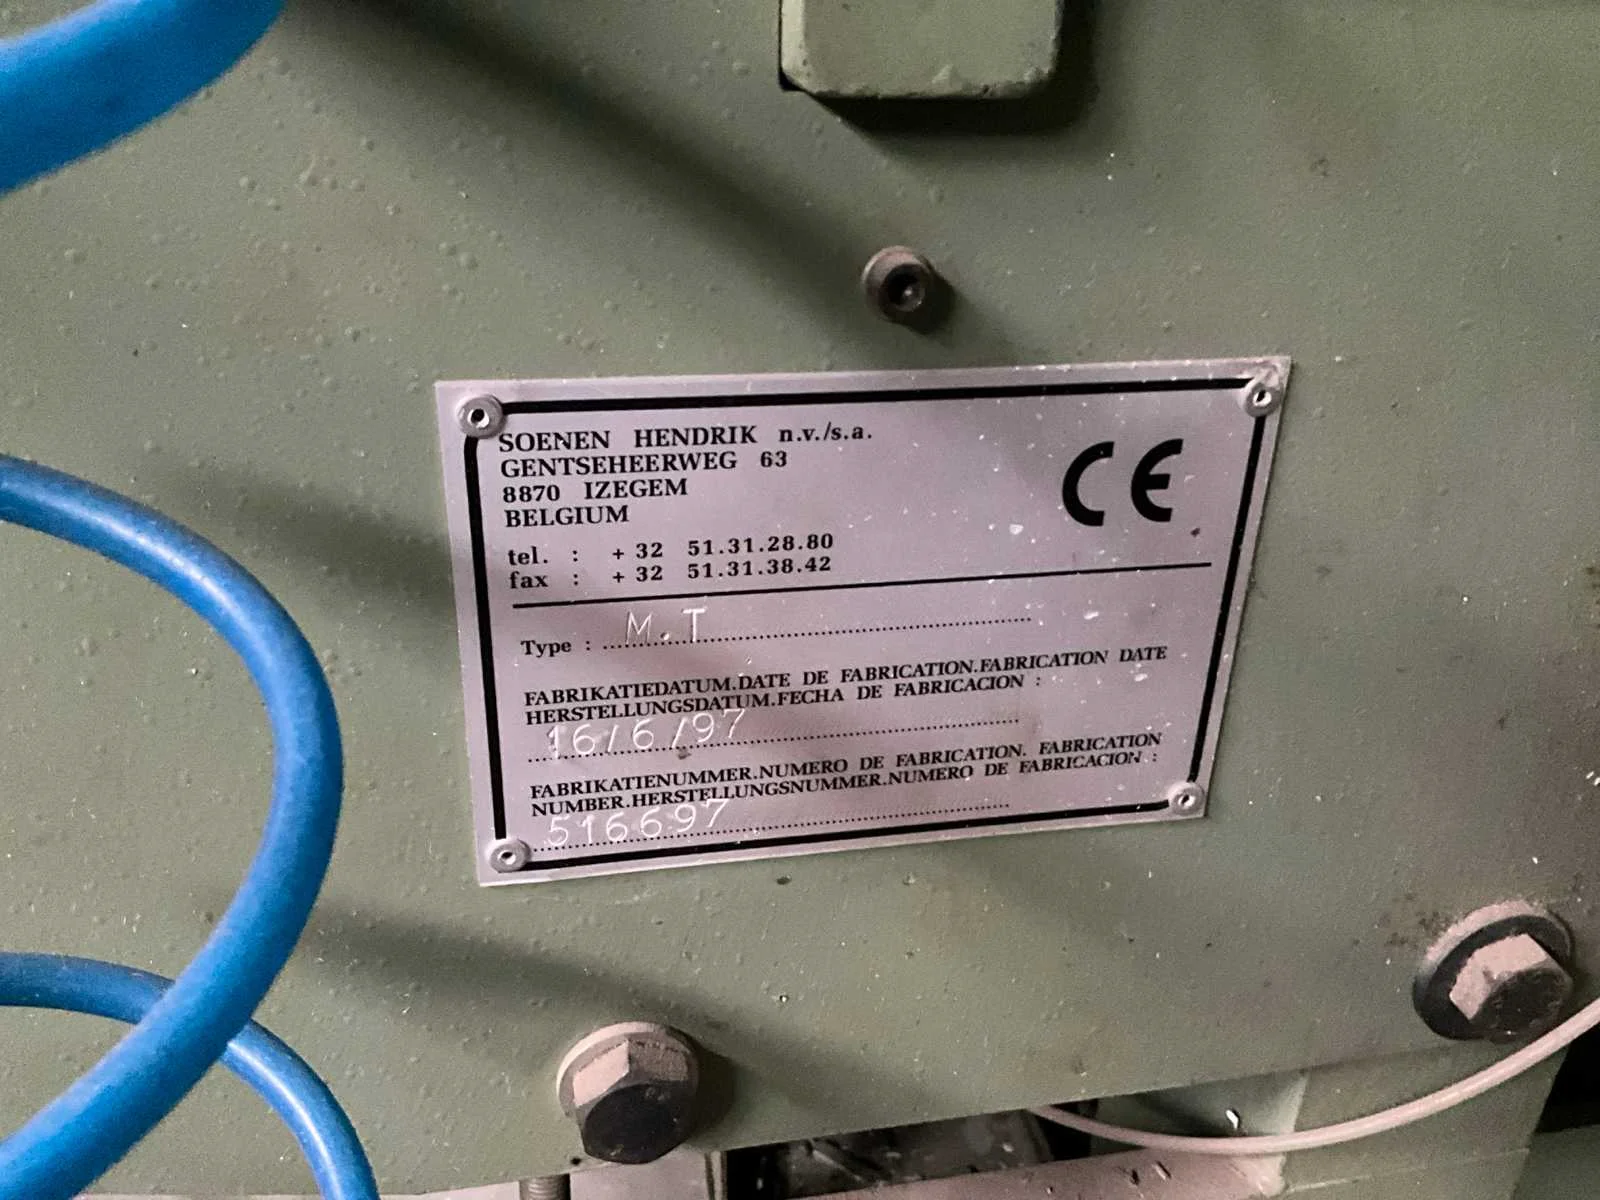 SOENEN HENDRIK n.v./s.a.
GENTSEHEERWEG 63
8870 IZEGEM
BELGIUM
CE
tel. : + 32 51.31.28.80
fax : + 32 51.31.38.42
Type : M.T
FABRIKATIEDATUM.DATE DE FABRICATION.FABRICATION DATE
HERSTELLUNGSDATUM.FECHA DE FABRICACION :
16/6/97
FABRIKATIENUMMER.NUMERO DE FABRICATION. FABRICATION
NUMBER.HERSTELLUNGSNUMMER.NUMERO DE FABRICACION :
516697